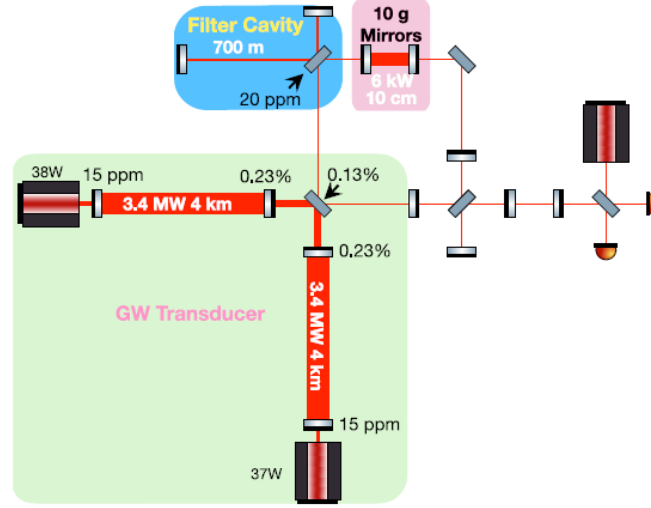 Filter Cavity
700 m
20 ppm
10 g
Mirrors
6 kW
10 cm
38W
15 ppm
0.23%
0.13%
3.4 MW 4 km
0.23%
3.4 MW 4 km
GW Transducer
15 ppm
37W